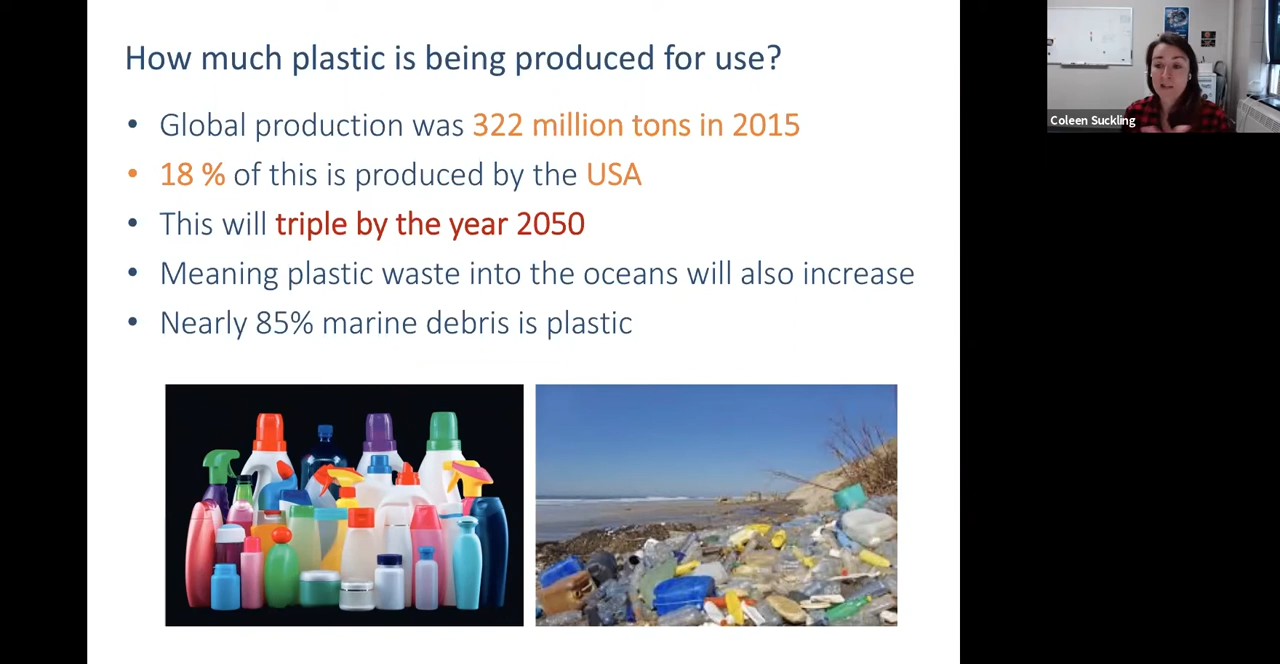 How much plastic is being produced for use?
• Global production was 322 million tons in 2015
• 18 % of this is produced by the USA
• This will triple by the year 2050
• Meaning plastic waste into the oceans will also increase
• Nearly 85% marine debris is plastic
Coleen Suckling